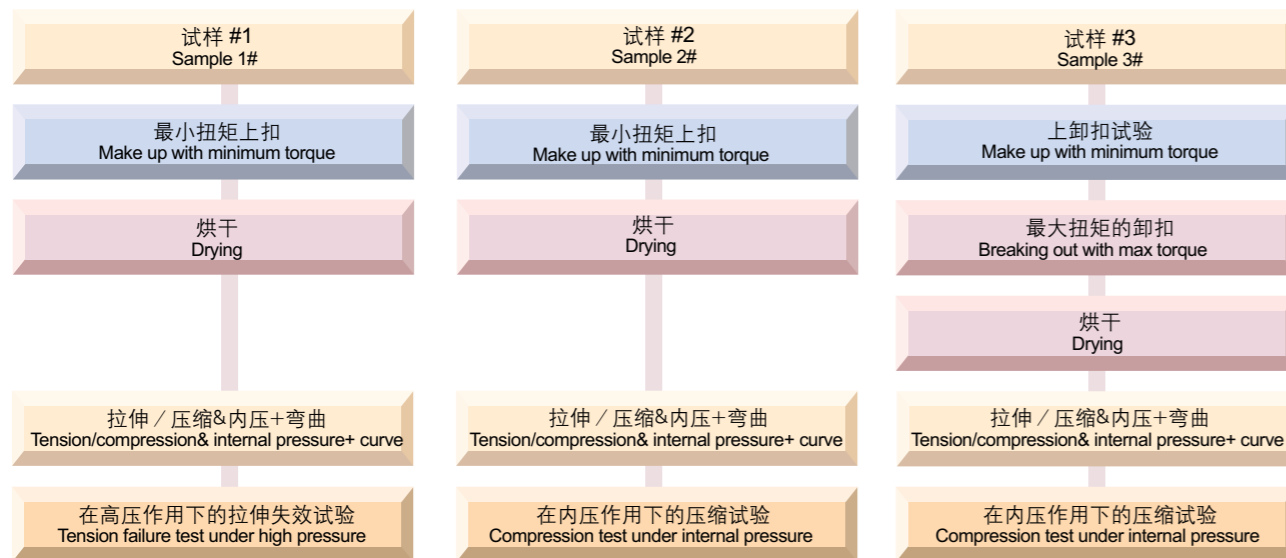 试样 #1
Sample 1#
最小扭矩上扣
Make up with minimum torque
烘干
Drying
拉伸／压缩&内压+弯曲
Tension/compression& internal pressure+ curve
在高压作用下的拉伸失效试验
Tension failure test under high pressure
试样 #2
Sample 2#
最小扭矩上扣
Make up with minimum torque
烘干
Drying
拉伸／压缩&内压+弯曲
Tension/compression& internal pressure+ curve
在内压作用下的压缩试验
Compression test under internal pressure
试样 #3
Sample 3#
上卸扣试验
Make up with minimum torque
最大扭矩的卸扣
Breaking out with max torque
烘干
Drying
拉伸／压缩&内压+弯曲
Tension/compression& internal pressure+ curve
在内压作用下的压缩试验
Compression test under internal pressure